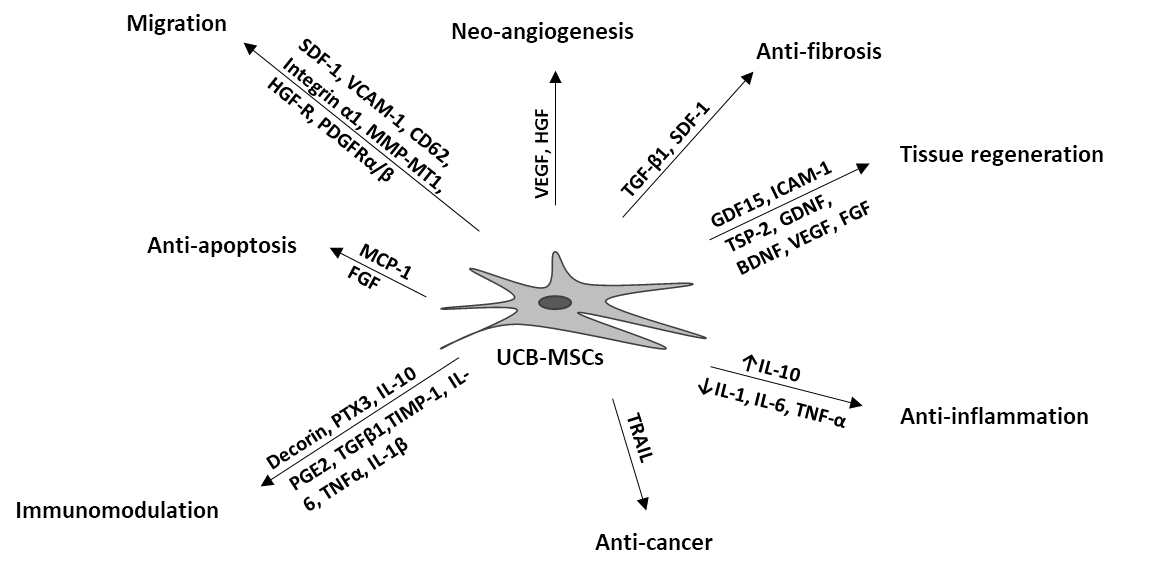 Migration
SDF-1, VCAM-1, CD62,
Integrin α1, MMP-MT1,
HGF-R, PDGFRα/β
Neo-angiogenesis
VEGF, HGF
Anti-fibrosis
TGF-β1, SDF-1
Tissue regeneration
GDF15, ICAM-1
TSP-2, GDNF,
BDNF, VEGF, FGF
Anti-apoptosis
MCP-1
FGF
UCB-MSCs
↑IL-10
↓IL-1, IL-6, TNF-α
Anti-inflammation
TRAIL
Anti-cancer
Decorin, PTX3, IL-10
PGE2, TGFβ1,TIMP-1, IL-
6, TNFα, IL-1β
Immunomodulation